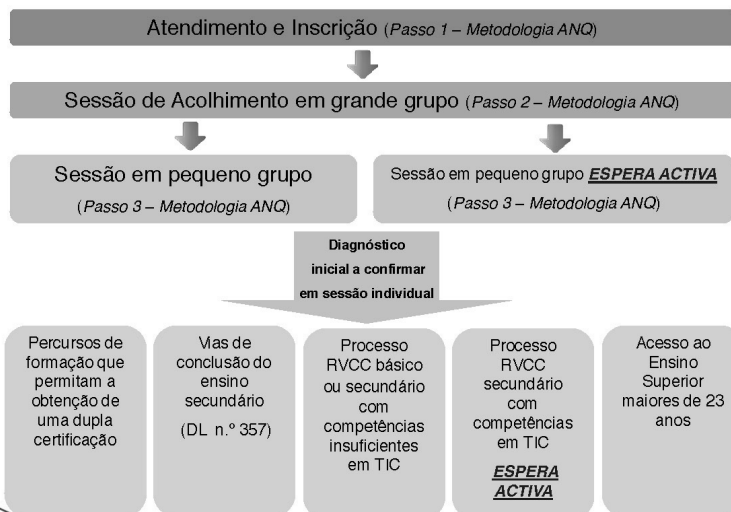 Atendimento e Inscrição (Passo 1 – Metodologia ANQ)
Sessão de Acolhimento em grande grupo (Passo 2 – Metodologia ANQ)
Sessão em pequeno grupo
(Passo 3 – Metodologia ANQ)
Sessão em pequeno grupo ESPERA ACTIVA
(Passo 3 – Metodologia ANQ)
Diagnóstico
inicial a confirmar
em sessão individual
Percursos de
formação que
permitam a
obtenção de
uma dupla
certificação
Vias de
conclusão do
ensino
secundário
(DL n.º 357)
Processo
RVCC básico
ou secundário
com
competências
insuficientes
em TIC
Processo
RVCC
secundário
com
competências
em TIC
ESPERA
ACTIVA
Acesso ao
Ensino
Superior
maiores de 23
anos